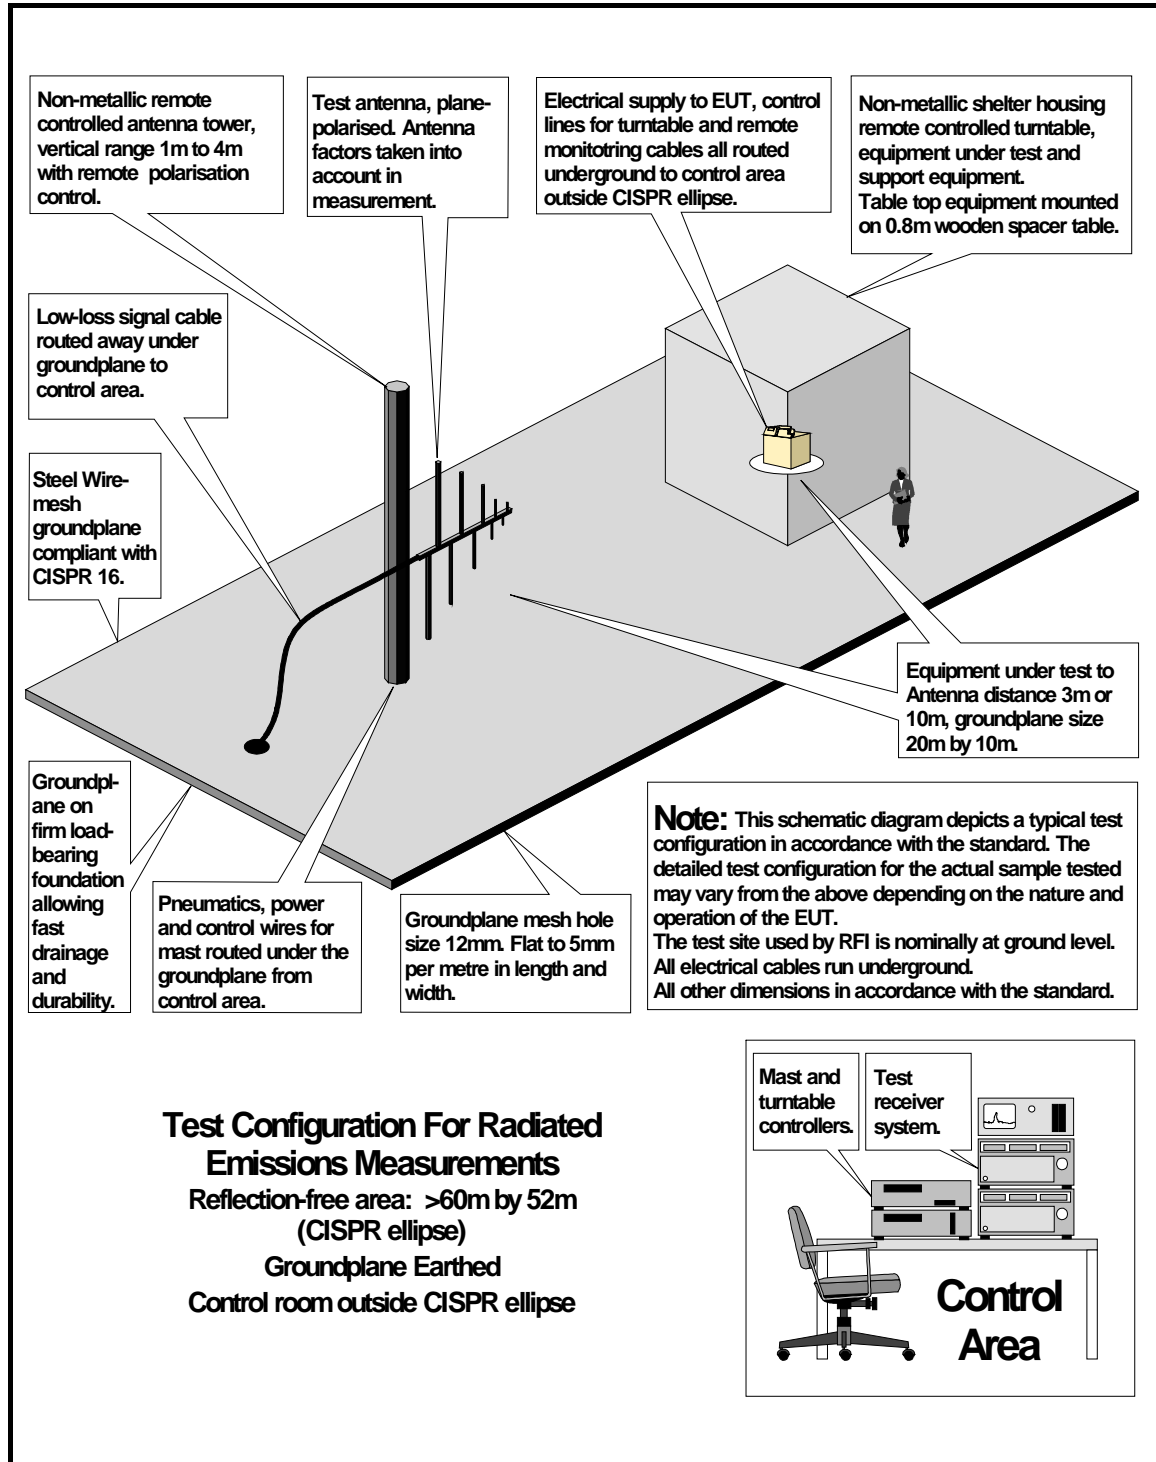 Non-metallic remote
controlled antenna tower,
vertical range 1m to 4m
with remote polarisation
control.
Test antenna, plane-
polarised. Antenna
factors taken into
account in
measurement.
Electrical supply to EUT, control
lines for turntable and remote
monitotring cables all routed
underground to control area
outside CISPR ellipse.
Non-metallic shelter housing
remote controlled turntable,
equipment under test and
support equipment.
Table top equipment mounted
on 0.8m wooden spacer table.
Low-loss signal cable
routed away under
groundplane to
control area.
Steel Wire-
mesh
groundplane
compliant with
CISPR 16.
Equipment under test to
Antenna distance 3m or
10m, groundplane size
20m by 10m.
Groundpl-
ane on
firm load-
bearing
foundation
allowing
fast
drainage
and
durability.
Pneumatics, power
and control wires for
mast routed under the
groundplane from
control area.
Groundplane mesh hole
size 12mm. Flat to 5mm
per metre in length and
width.
Note: This schematic diagram depicts a typical test
configuration in accordance with the standard. The
detailed test configuration for the actual sample tested
may vary from the above depending on the nature and
operation of the EUT.
The test site used by RFI is nominally at ground level.
All electrical cables run underground.
All other dimensions in accordance with the standard.
Test Configuration For Radiated
Emissions Measurements
Reflection-free area: >60m by 52m
(CISPR ellipse)
Groundplane Earthed
Control room outside CISPR ellipse
Mast and
turntable
controllers.
Test
receiver
system.
Control
Area